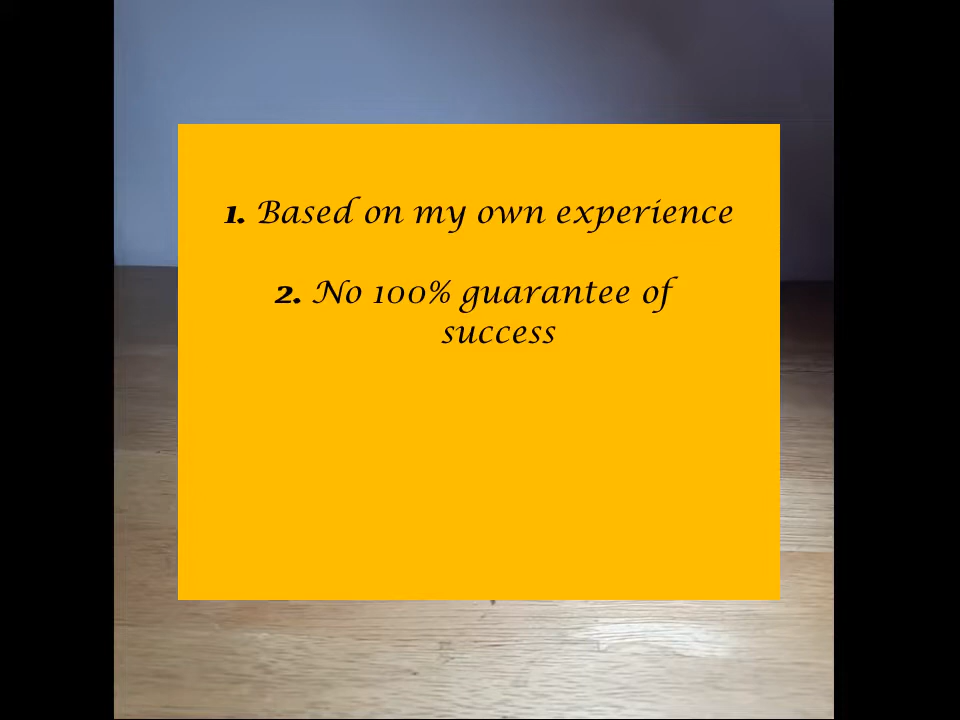 1. Based on my own experience
2. No 100% guarantee of
success